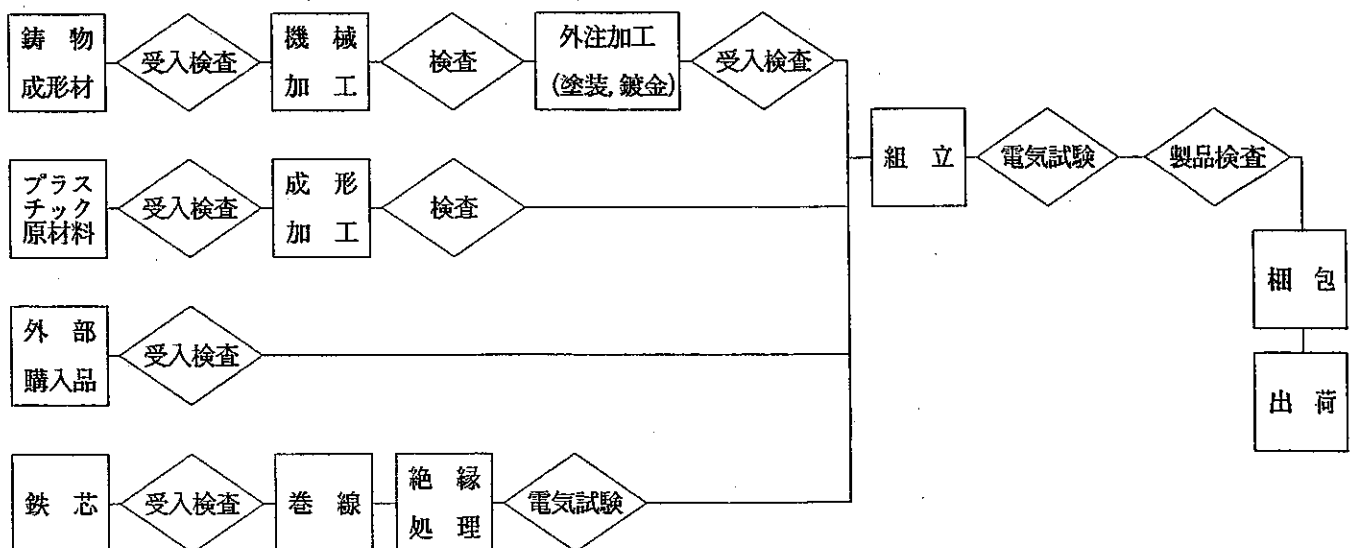 鋳物
成形材
受入検査
機械
加工
検査
外注加工
(塗装,鍍金)
受入検査
プラス
チック
原材料
受入検査
成形
加工
検査
外部
購入品
受入検査
鉄芯
受入検査
巻線
絶縁
処理
電気試験
組立
電気試験
製品検査
梱包
出荷